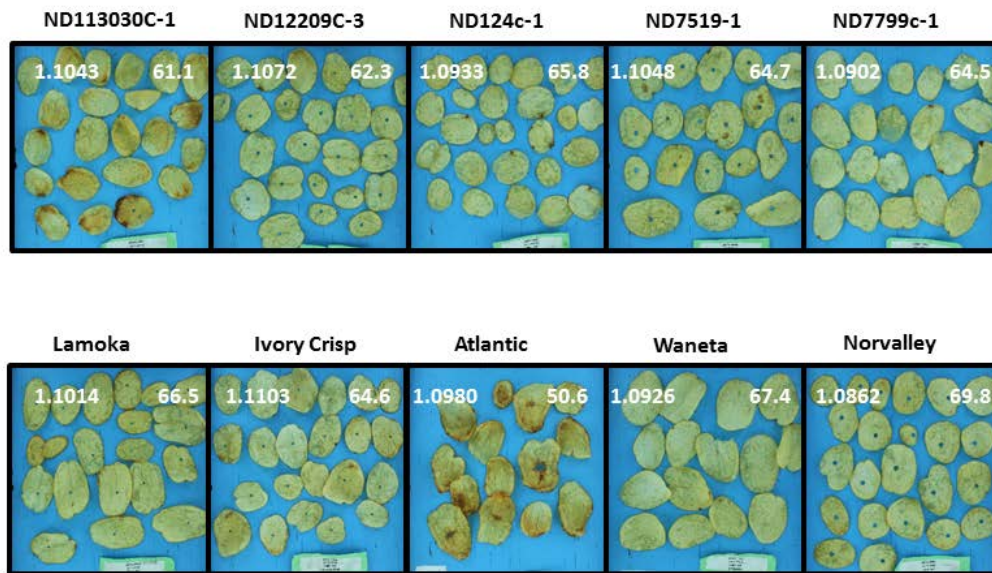 ND113030C-1 ND12209C-3 ND124c-1 ND7519-1 ND7799c-1
1.1043 61.1 1.1072 62.3 1.0933 65.8 1.1048 64.7 1.0902 64.5
Lamoka Ivory Crisp Atlantic Waneta Norvalley
1.1014 66.5 1.1103 64.6 1.0980 50.6 1.0926 67.4 1.0862 69.8